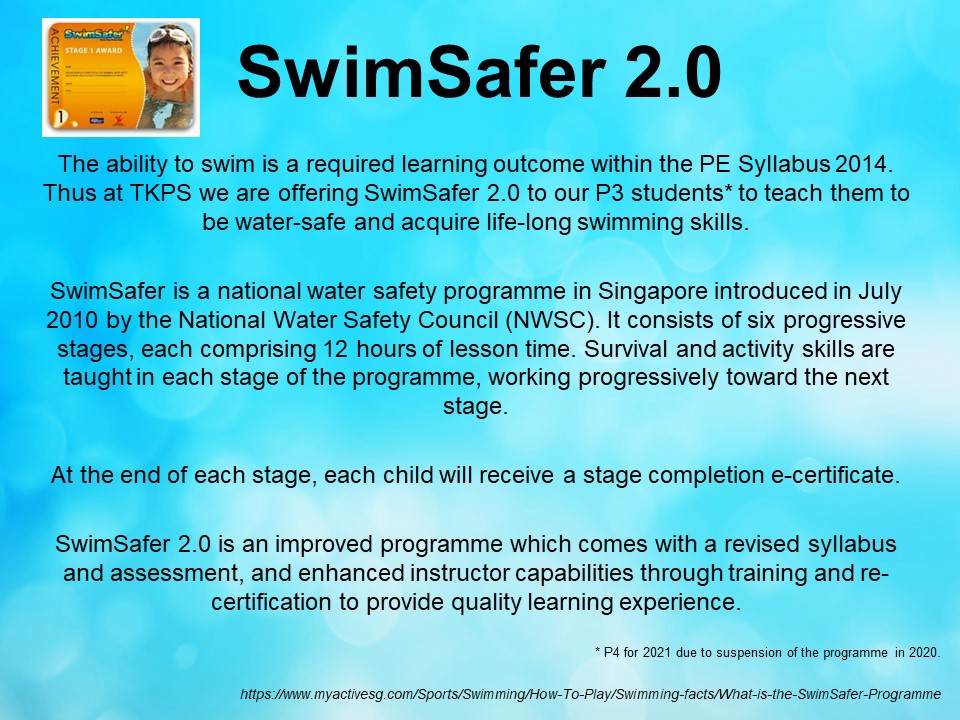 SwimSafer
STAGE 1 AWARD
ACHIEVEMENT
1
SwimSafer 2.0
The ability to swim is a required learning outcome within the PE Syllabus 2014.
Thus at TKPS we are offering SwimSafer 2.0 to our P3 students* to teach them to
be water-safe and acquire life-long swimming skills.
SwimSafer is a national water safety programme in Singapore introduced in July
2010 by the National Water Safety Council (NWSC). It consists of six progressive
stages, each comprising 12 hours of lesson time. Survival and activity skills are
taught in each stage of the programme, working progressively toward the next
stage.
At the end of each stage, each child will receive a stage completion e-certificate.
SwimSafer 2.0 is an improved programme which comes with a revised syllabus
and assessment, and enhanced instructor capabilities through training and re-
certification to provide quality learning experience.
* P4 for 2021 due to suspension of the programme in 2020.
https://www.myactivesg.com/Sports/Swimming/How-To-Play/Swimming-facts/What-is-the-SwimSafer-Programme